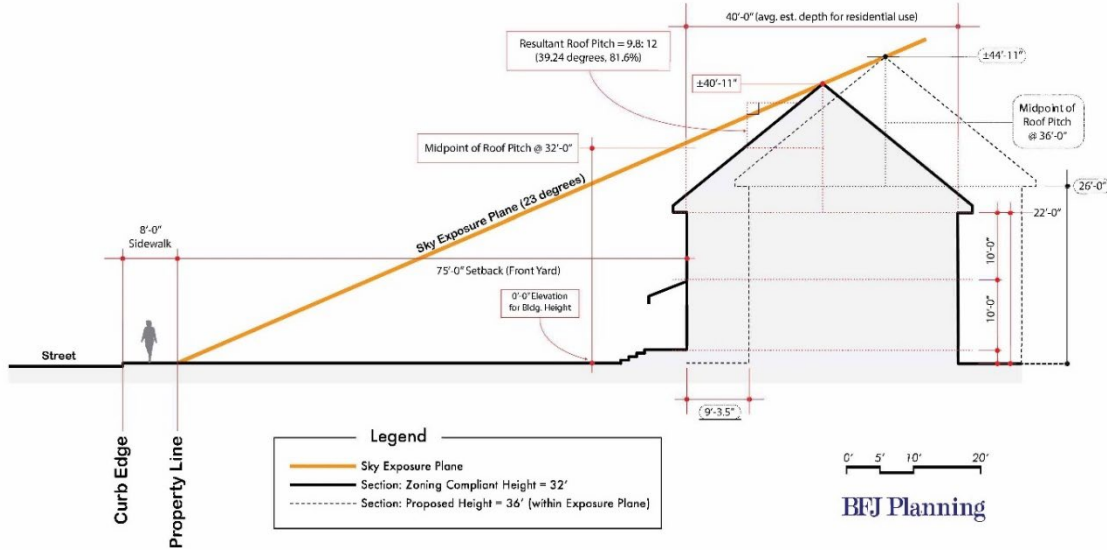 40'-0" (avg. est. depth for residential use)
Resultant Roof Pitch = 9.8: 12
(39.24 degrees, 81.6%)
±44'-11"
±40'-11"
Midpoint of
Roof Pitch
@ 36'-0"
Midpoint of Roof Pitch @ 32'-0"
Sky Exposure Plane (23 degrees)
26'-0"
22'-0"
8'-0"
Sidewalk
75'-0" Setback (Front Yard)
10'-0"
0'-0" Elevation
for Bldg. Height
10'-0"
Street
9'-3.5"
Curb Edge
Property Line
Legend
Sky Exposure Plane
Section: Zoning Compliant Height = 32'
Section: Proposed Height = 36' (within Exposure Plane)
0' 5' 10' 20'
BFJ Planning